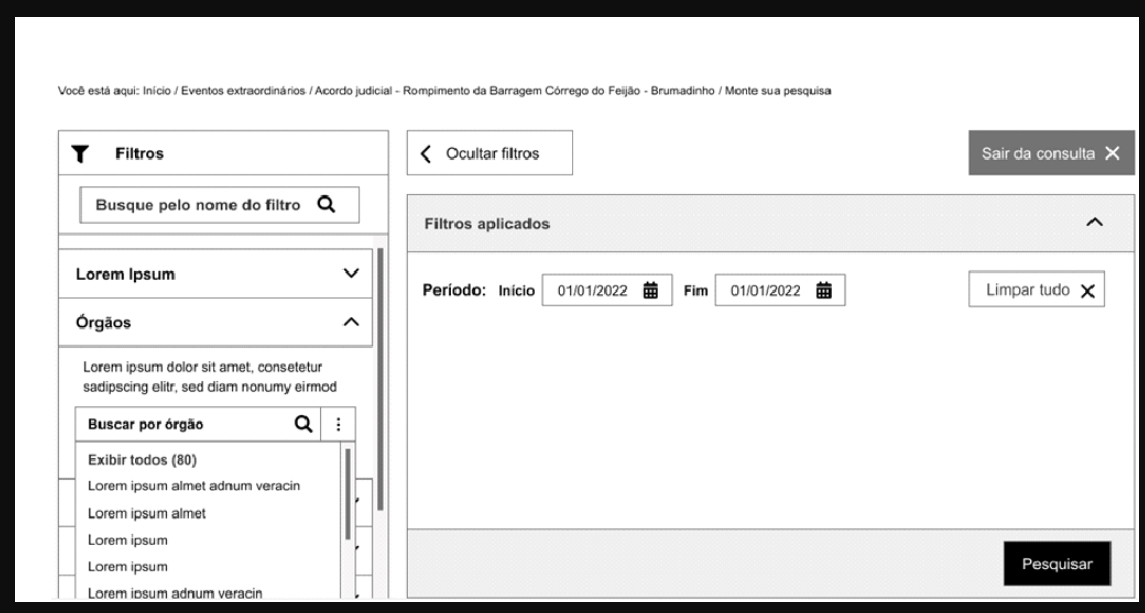 Você está aqui: Início / Eventos extraordinários / Acordo judicial - Rompimento da Barragem Córrego do Feijão - Brumadinho / Monte sua pesquisa
Filtros
Busque pelo nome do filtro
Lorem Ipsum
Órgãos
Lorem ipsum dolor sit amet, consetetur
sadipscing elitr, sed diam nonumy eirmod
Buscar por órgão
Exibir todos (80)
Lorem ipsum almet adnum veracin
Lorem ipsum almet
Lorem ipsum
Lorem ipsum
Lorem ipsum adnum veracin
Ocultar filtros
Sair da consulta
Filtros aplicados
Período: Início 01/01/2022 Fim 01/01/2022
Limpar tudo
Pesquisar